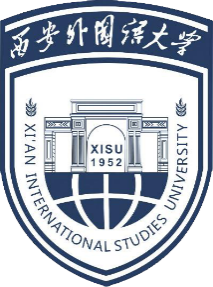 西安外国语大学
XISU
1952
XI'AN INTERNATIONAL STUDIES UNIVERSITY